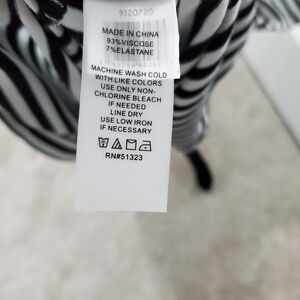 9120720
MADE IN CHINA
93%VISCOSE
7%ELASTANE
MACHINE WASH COLD
WITH LIKE COLORS
USE ONLY NON-
CHLORINE BLEACH
IF NEEDED
LINE DRY
USE LOW IRON
IF NECESSARY
RN#51323